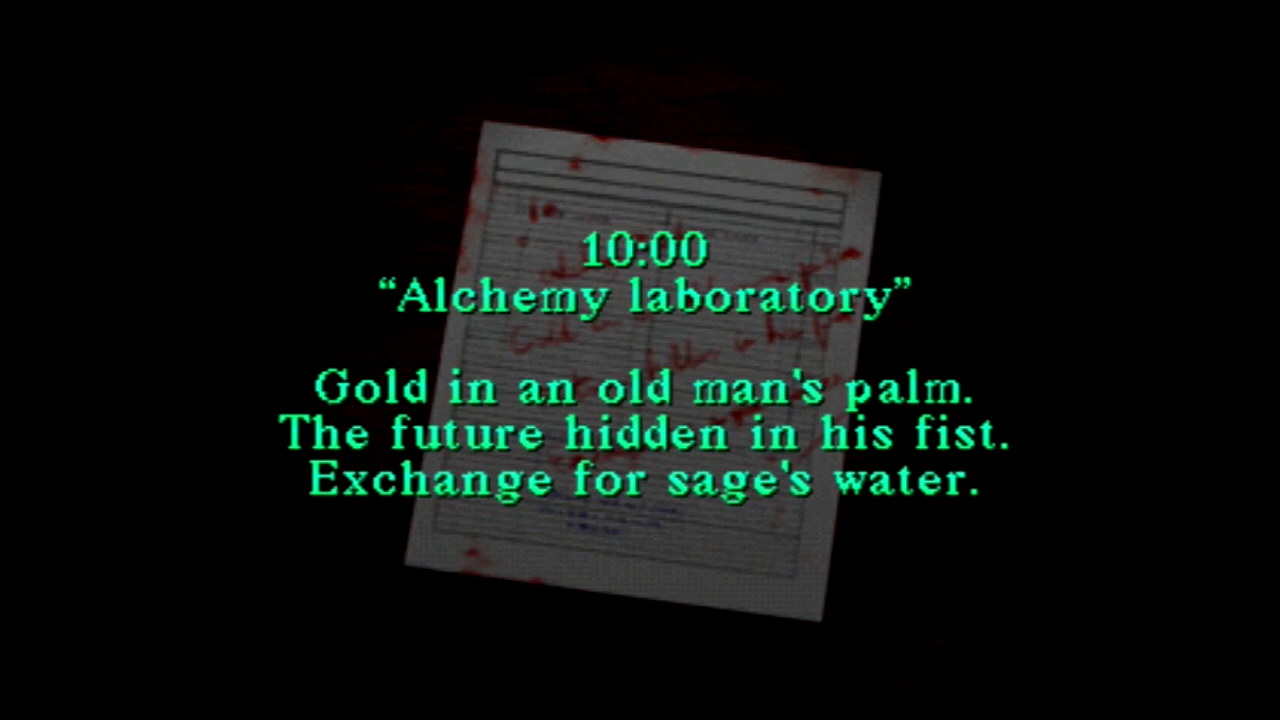 10:00
“Alchemy laboratory”
Gold in an old man's palm.
The future hidden in his fist.
Exchange for sage's water.